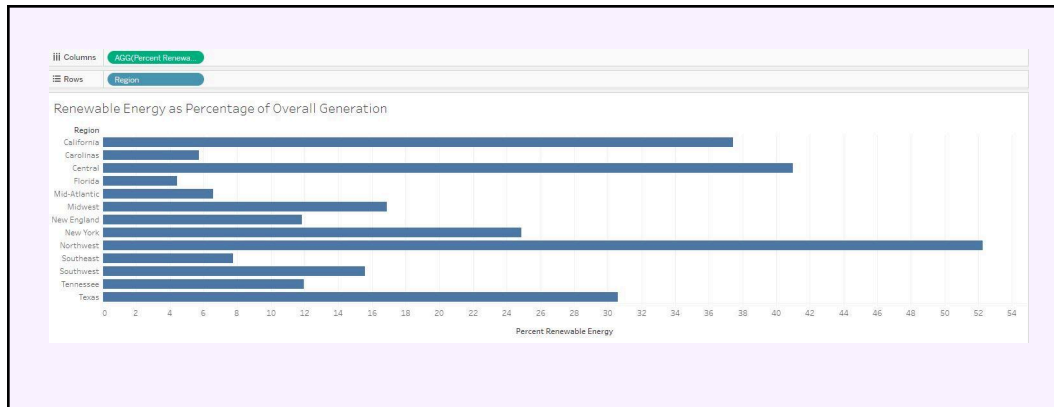 Columns AGG(Percent Renewa...
Rows Region
Renewable Energy as Percentage of Overall Generation
Region
California
Carolinas
Central
Florida
Mid-Atlantic
Midwest
New England
New York
Northwest
Southeast
Southwest
Tennessee
Texas
0 2 4 6 8 10 12 14 16 18 20 22 24 26 28 30 32 34 36 38 40 42 44 46 48 50 52 54
Percent Renewable Energy